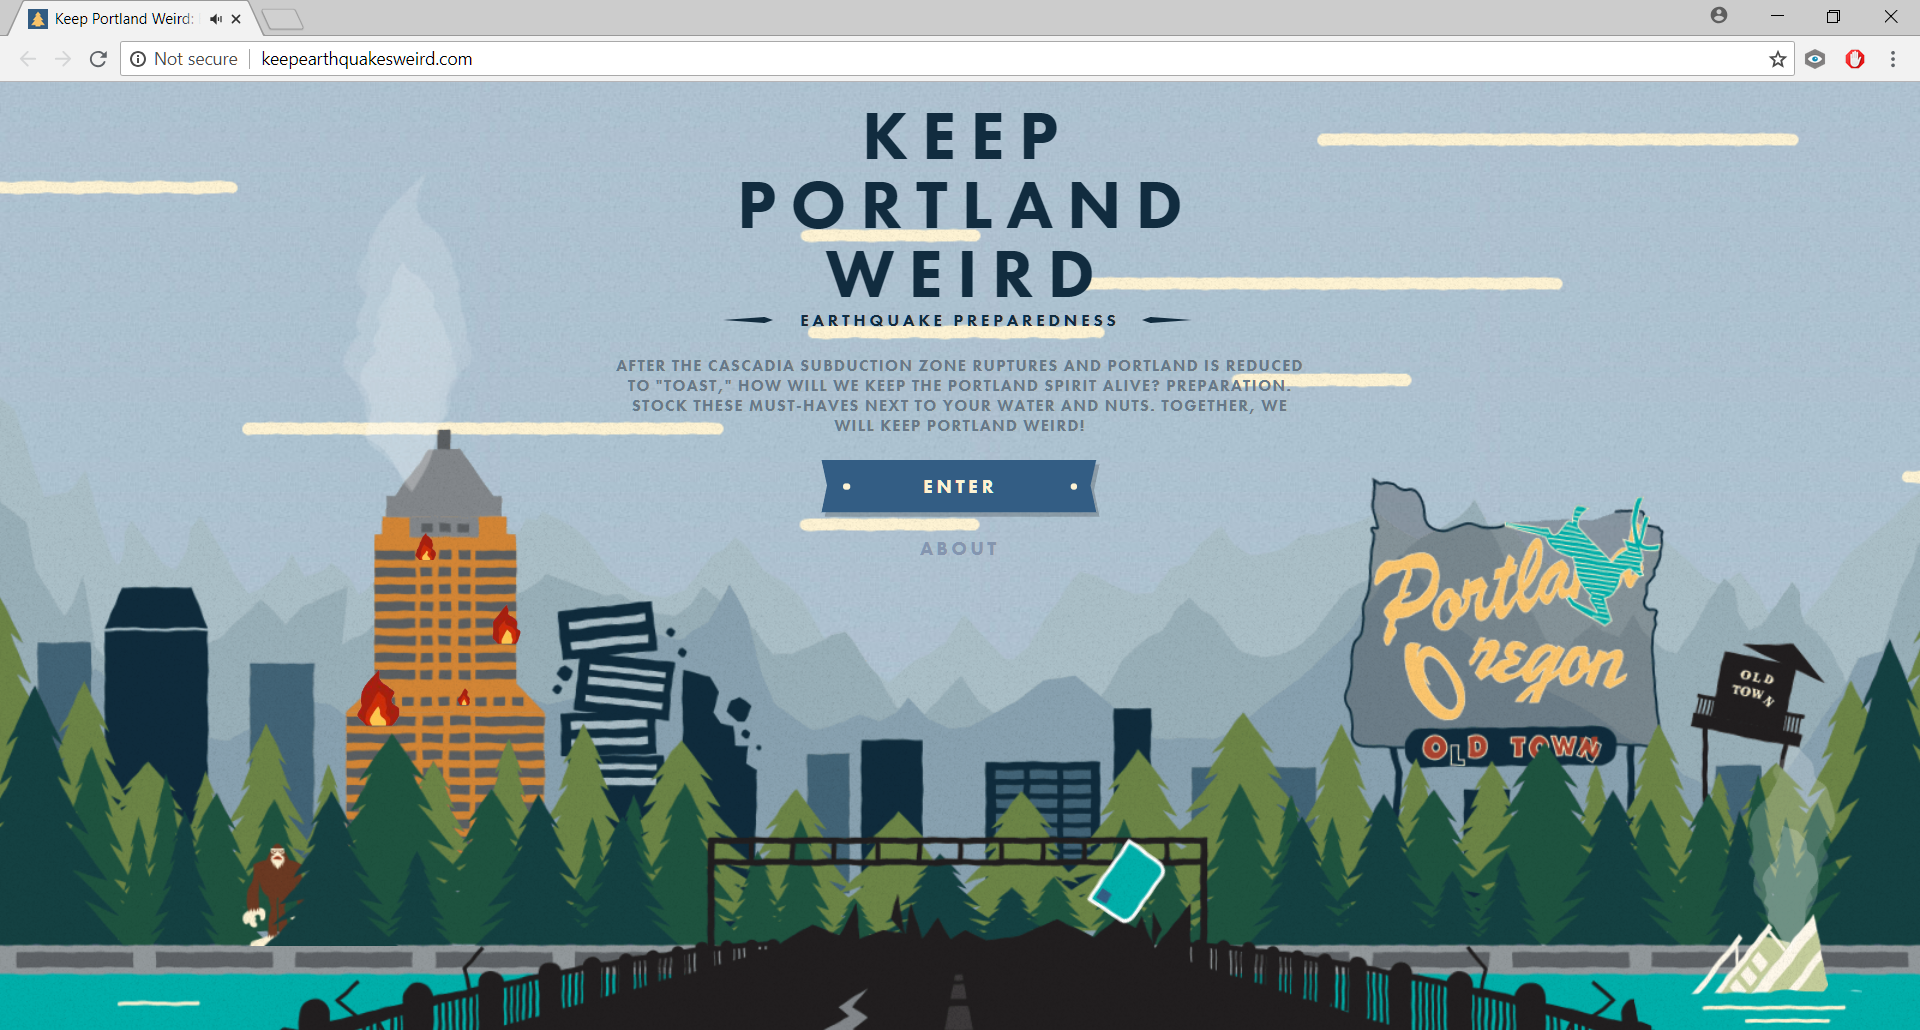 Keep Portland Weird:
Not secure
keepearthquakesweird.com
KEEP
PORTLAND
WEIRD
EARTHQUAKE PREPAREDNESS
AFTER THE CASCADIA SUBDUCTION ZONE RUPTURES AND PORTLAND IS REDUCED
TO "TOAST," HOW WILL WE KEEP THE PORTLAND SPIRIT ALIVE? PREPARATION.
STOCK THESE MUST-HAVES NEXT TO YOUR WATER AND NUTS. TOGETHER, WE
WILL KEEP PORTLAND WEIRD!
ENTER
ABOUT
Portla
Oregon
OLD TOWN
OLD
TOWN